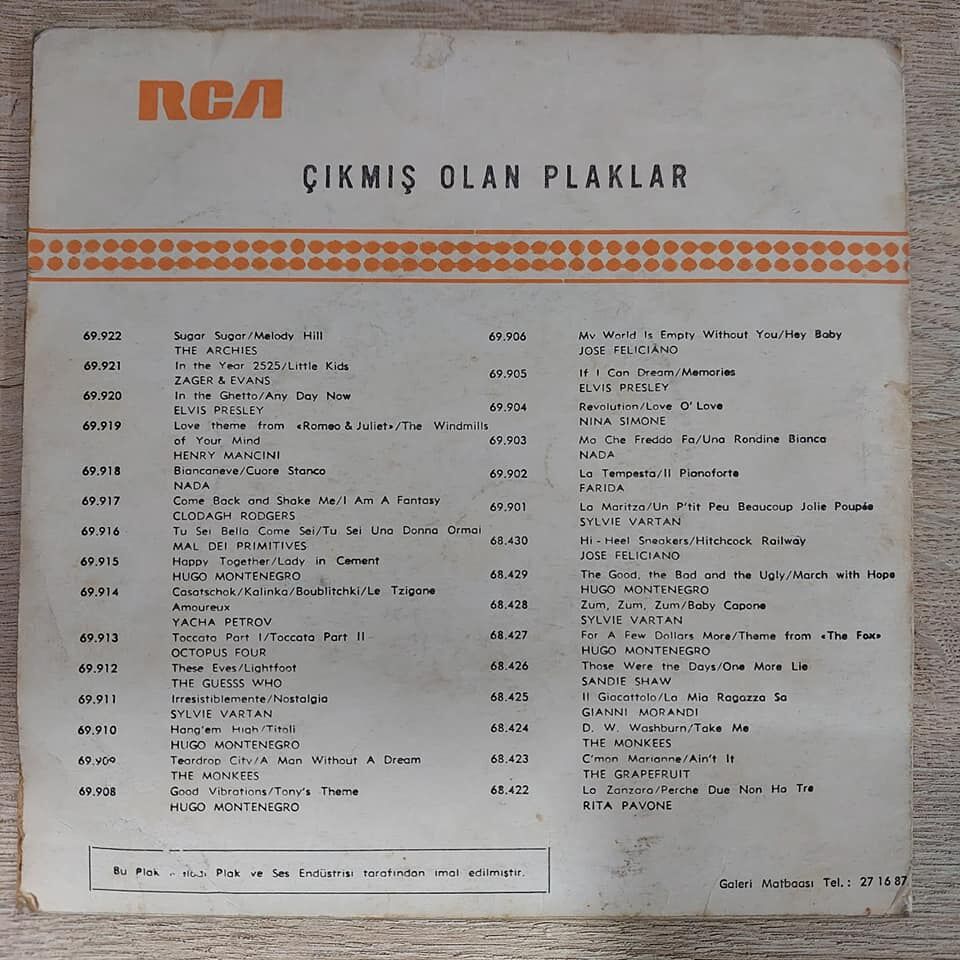 RCA
ÇIKMIŞ OLAN PLAKLAR
69.922 Sugar Sugar/Melody Hill
THE ARCHIES
69.921 In the Year 2525/Little Kids
ZAGER & EVANS
69.920 In the Ghetto/Any Day Now
ELVIS PRESLEY
69.919 Love theme from «Romeo & Juliet»/The Windmills
of Your Mind
HENRY MANCINI
69.918 Biancaneve/Cuore Stanco
NADA
69.917 Come Back and Shake Me/I Am A Fantasy
CLODAGH RODGERS
69.916 Tu Sei Bella Come Sei/Tu Sei Una Donna Ormai
MAL DEI PRIMITIVES
69.915 Happy Together/Lady in Cement
HUGO MONTENEGRO
69.914 Casatschok/Kalinka/Boublitchki/Le Tzigane
Amoureux
YACHA PETROV
69.913 Toccata Part I/Toccata Part II
OCTOPUS FOUR
69.912 These Eyes/Lightfoot
THE GUESSS WHO
69.911 Irresistiblemente/Nostalgia
SYLVIE VARTAN
69.910 Hang'em High/Titoli
HUGO MONTENEGRO
69.909 Teardrop City/A Man Without A Dream
THE MONKEES
69.908 Good Vibrations/Tony's Theme
HUGO MONTENEGRO
69.906 My World Is Empty Without You/Hey Baby
JOSE FELICIANO
69.905 If I Can Dream/Memories
ELVIS PRESLEY
69.904 Revolution/Love O' Love
NINA SIMONE
69.903 Ma Che Freddo Fa/Una Rondine Bianca
NADA
69.902 La Tempesta/Il Pianoforte
FARIDA
69.901 La Maritza/Un P'tit Peu Beaucoup Jolie Poupée
SYLVIE VARTAN
68.430 Hi-Heel Sneakers/Hitchcock Railway
JOSE FELICIANO
68.429 The Good, the Bad and the Ugly/March with Hope
HUGO MONTENEGRO
68.428 Zum, Zum, Zum/Baby Capone
SYLVIE VARTAN
68.427 For A Few Dollars More/Theme from «The Fox»
HUGO MONTENEGRO
68.426 Those Were the Days/One More Lie
SANDIE SHAW
68.425 Il Giacattolo/La Mia Ragazza Sa
GIANNI MORANDI
68.424 D. W. Washburn/Take Me
THE MONKEES
68.423 C'mon Marianne/Ain't It
THE GRAPEFRUIT
68.422 La Zanzara/Perche Due Non Ha Tre
RITA PAVONE
Bu Plak Plak ve Ses Endüstrisi tarafından imal edilmiştir.
Galeri Matbaası Tel.: 27 16 87